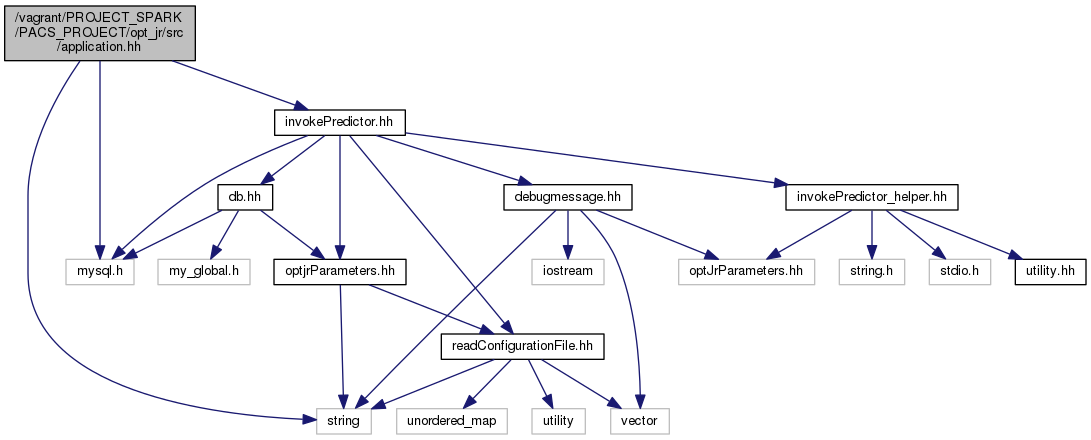 /vagrant/PROJECT_SPARK
/PACS_PROJECT/opt_jr/src
/application.hh
invokePredictor.hh
db.hh
debugmessage.hh
invokePredictor_helper.hh
mysql.h
my_global.h
optjrParameters.hh
iostream
optJrParameters.hh
string.h
stdio.h
utility.hh
readConfigurationFile.hh
string
unordered_map
utility
vector